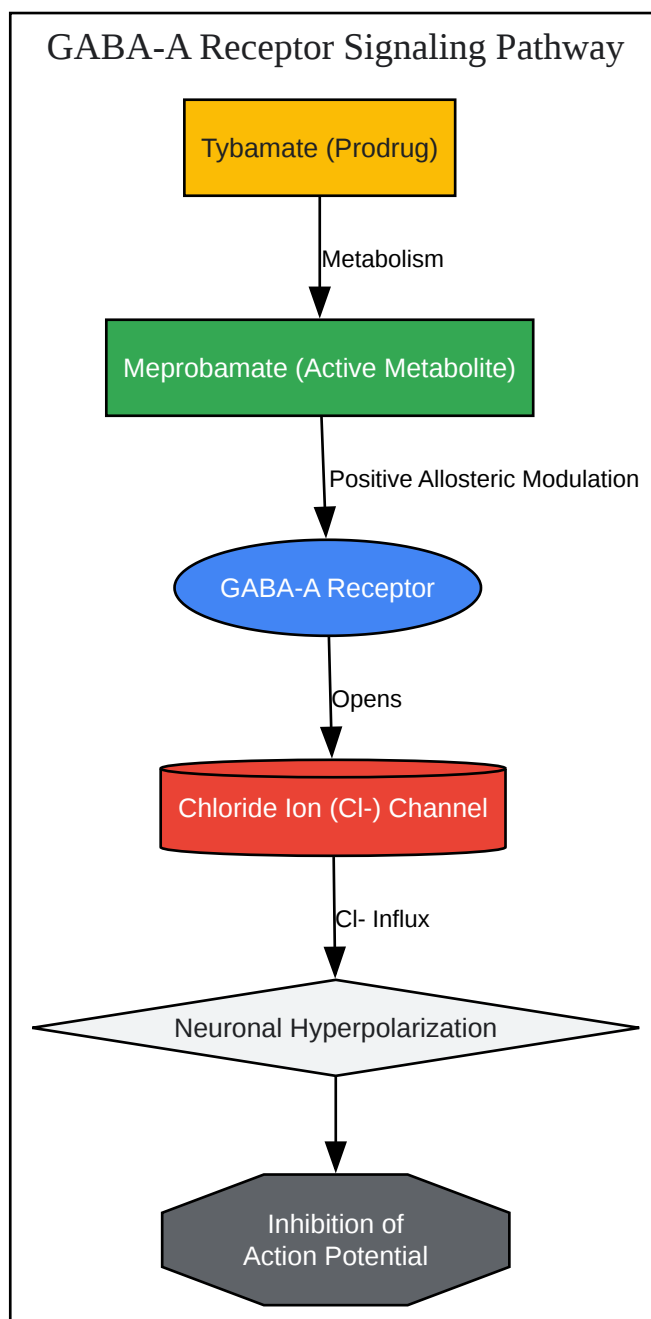 GABA-A Receptor Signaling Pathway
Tybamate (Prodrug)
Metabolism
Meprobamate (Active Metabolite)
Positive Allosteric Modulation
GABA-A Receptor
Opens
Chloride Ion (Cl-) Channel
Cl- Influx
Neuronal Hyperpolarization
Inhibition of
Action Potential